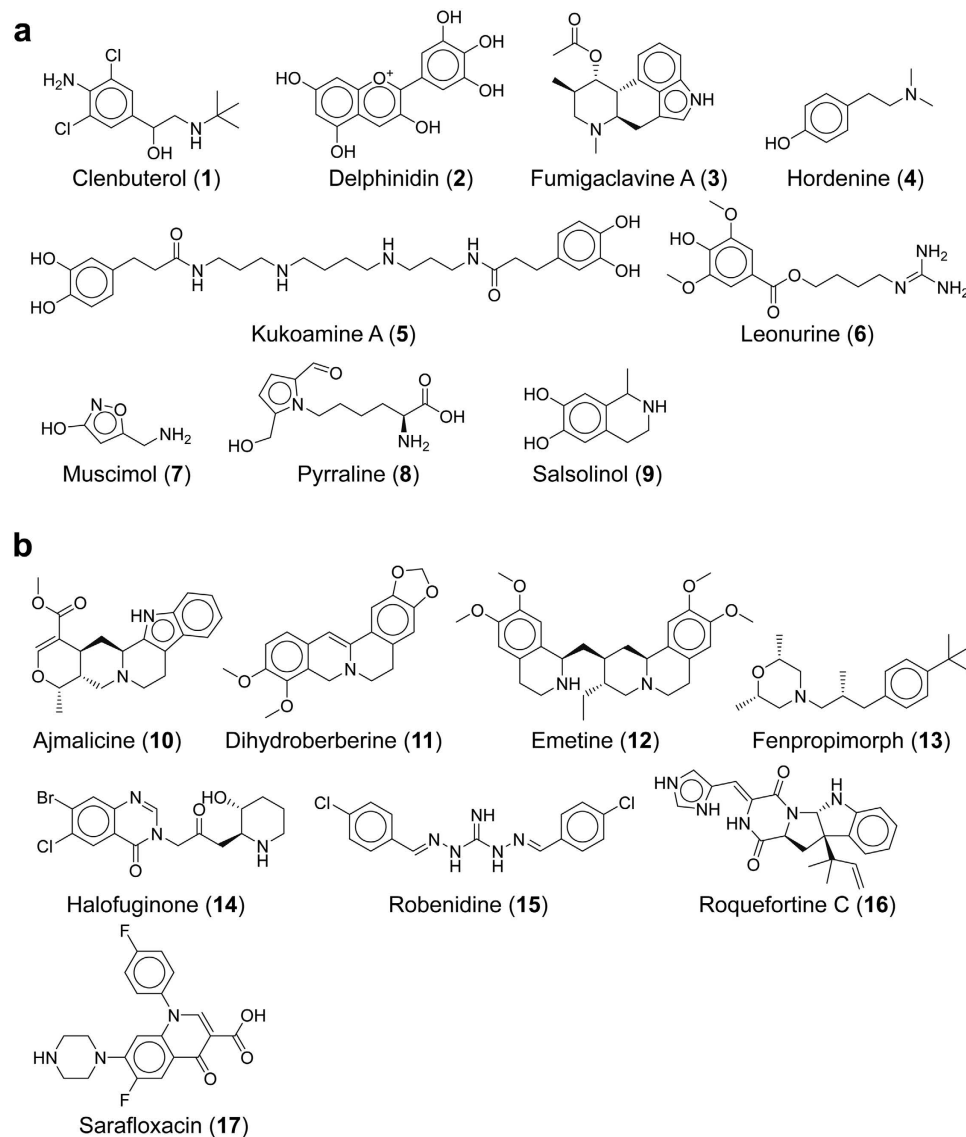 a
Clenbuterol (1) Delphinidin (2) Fumigaclavine A (3) Hordenine (4)
Kukoamine A (5) Leonurine (6)
Muscimol (7) Pyrraline (8) Salsolinol (9)
b
Ajmalicine (10) Dihydroberberine (11) Emetine (12) Fenpropimorph (13)
Halofuginone (14) Robenidine (15) Roquefortine C (16)
Sarafloxacin (17)